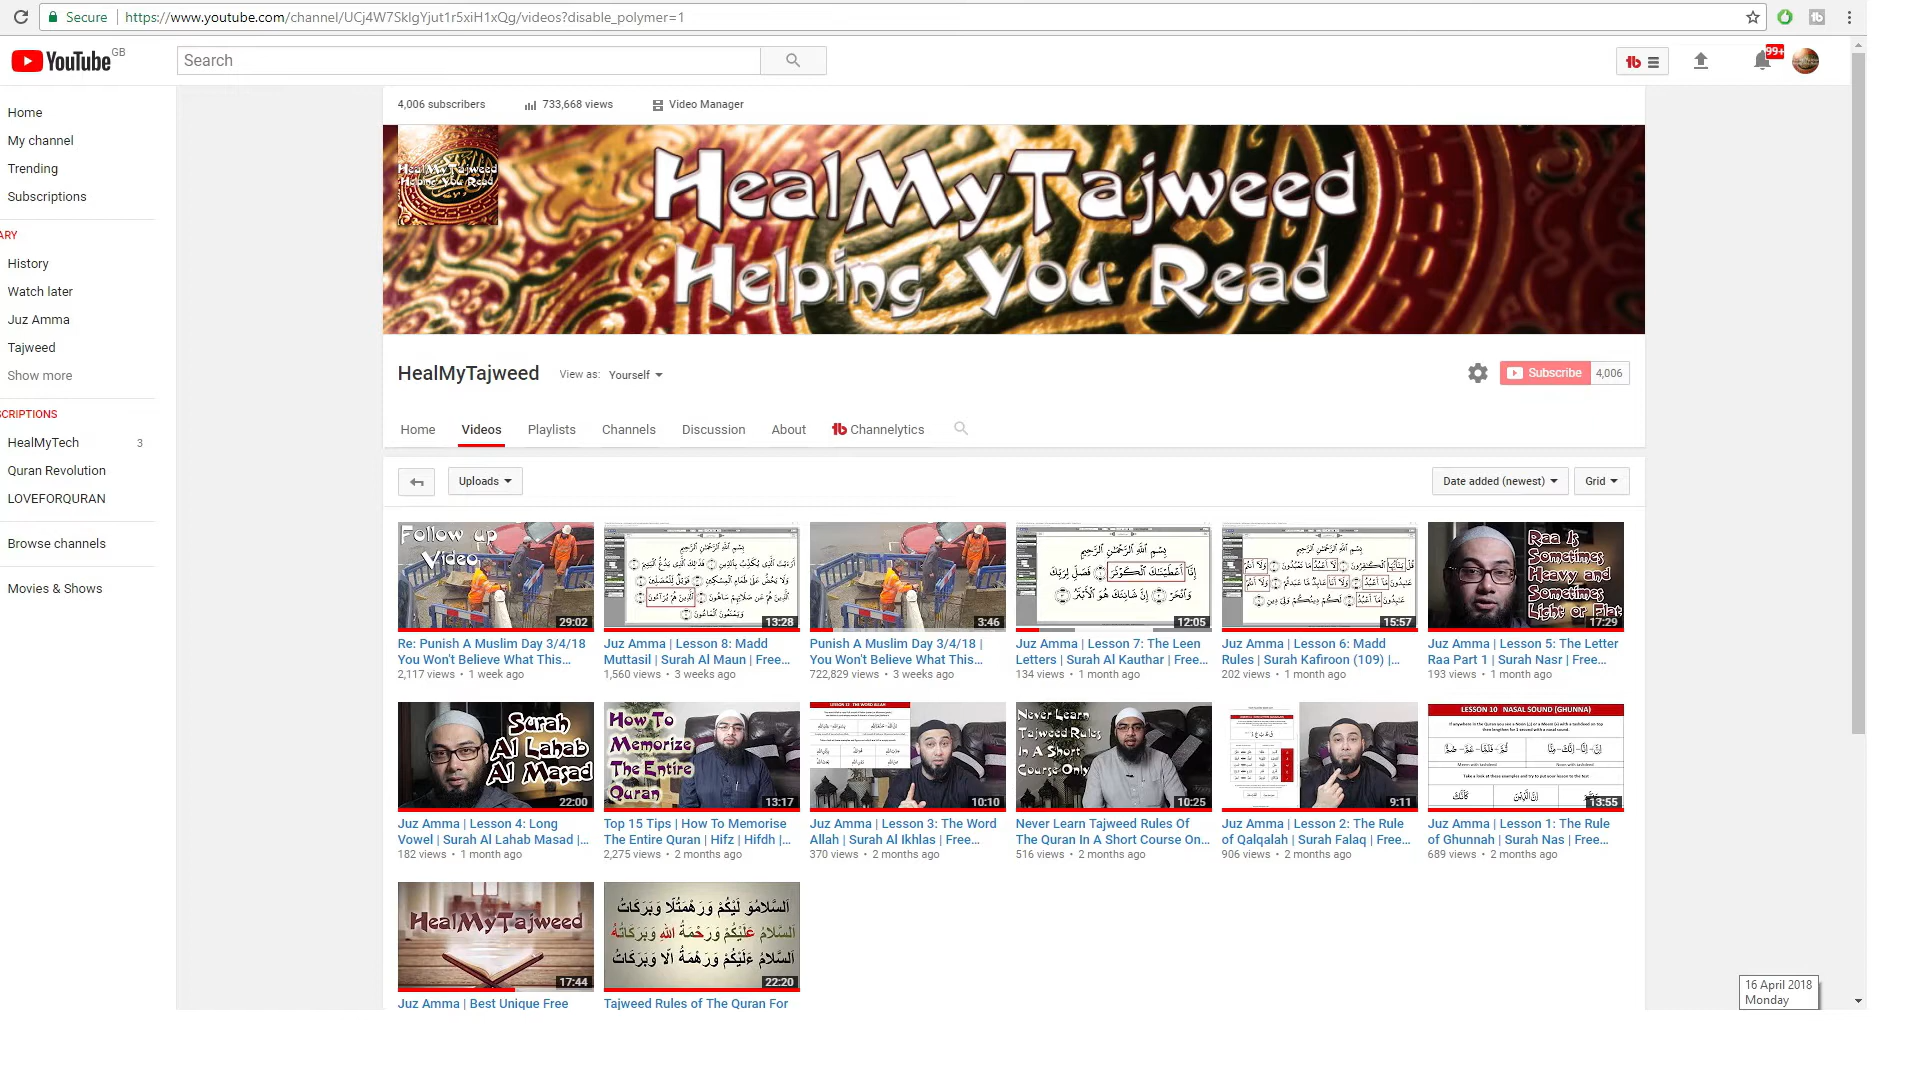 Secure https://www.youtube.com/channel/UCj4W7SkIgYjut1r5xiH1xQg/videos?disable_polymer=1
YouTube GB
Search
99+
Home
My channel
Trending
Subscriptions
ARY
History
Watch later
Juz Amma
Tajweed
Show more
SCRIPTIONS
HealMyTech 3
Quran Revolution
LOVEFORQURAN
Browse channels
Movies & Shows
4,006 subscribers 733,668 views Video Manager
HealMyTajweed
Helping You Read
HealMyTajweed
Helping You Read
HealMyTajweed View as: Yourself
Subscribe 4,006
Home Videos Playlists Channels Discussion About Channelytics
Uploads Date added (newest) Grid
Follow up
Video
29:02
Re: Punish A Muslim Day 3/4/18
You Won't Believe What This...
2,117 views • 1 week ago
13:28
Juz Amma | Lesson 8: Madd
Muttasil | Surah Al Maun | Free...
1,560 views • 3 weeks ago
3:46
Punish A Muslim Day 3/4/18 |
You Won't Believe What This...
722,829 views • 3 weeks ago
12:05
Juz Amma | Lesson 7: The Leen
Letters | Surah Al Kauthar | Free...
134 views • 1 month ago
15:57
Juz Amma | Lesson 6: Madd
Rules | Surah Kafiroon (109) |...
202 views • 1 month ago
Raa Is
Sometimes
Heavy and
Sometimes
Light or Flat
17:29
Juz Amma | Lesson 5: The Letter
Raa Part 1 | Surah Nasr | Free...
193 views • 1 month ago
Surah
Al Lahab
Al Masad
22:00
Juz Amma | Lesson 4: Long
Vowel | Surah Al Lahab Masad |...
182 views • 1 month ago
How To
Memorize
The Entire
Quran
13:17
Top 15 Tips | How To Memorise
The Entire Quran | Hifz | Hifdh |...
2,275 views • 2 months ago
10:10
Juz Amma | Lesson 3: The Word
Allah | Surah Al Ikhlas | Free...
370 views • 2 months ago
Never Learn
Tajweed Rules
In A Short
Course Only
10:25
Never Learn Tajweed Rules Of
The Quran In A Short Course On...
516 views • 2 months ago
9:11
Juz Amma | Lesson 2: The Rule
of Qalqalah | Surah Falaq | Free...
906 views • 2 months ago
LESSON 10 NASAL SOUND (GHUNNA)
13:55
Juz Amma | Lesson 1: The Rule
of Ghunnah | Surah Nas | Free...
689 views • 2 months ago
HealMyTajweed
17:44
Juz Amma | Best Unique Free
22:20
Tajweed Rules of The Quran For
16 April 2018
Monday